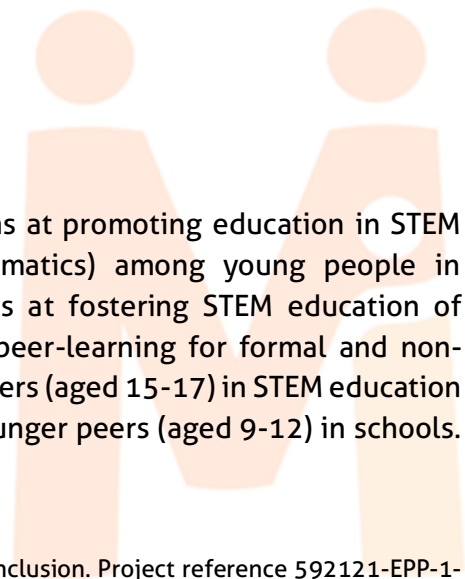 s at promoting education in STEM
matics) among young people in
s at fostering STEM education of
peer-learning for formal and non-
ers (aged 15-17) in STEM education
unger peers (aged 9-12) in schools.
nclusion. Project reference 592121-EPP-1-